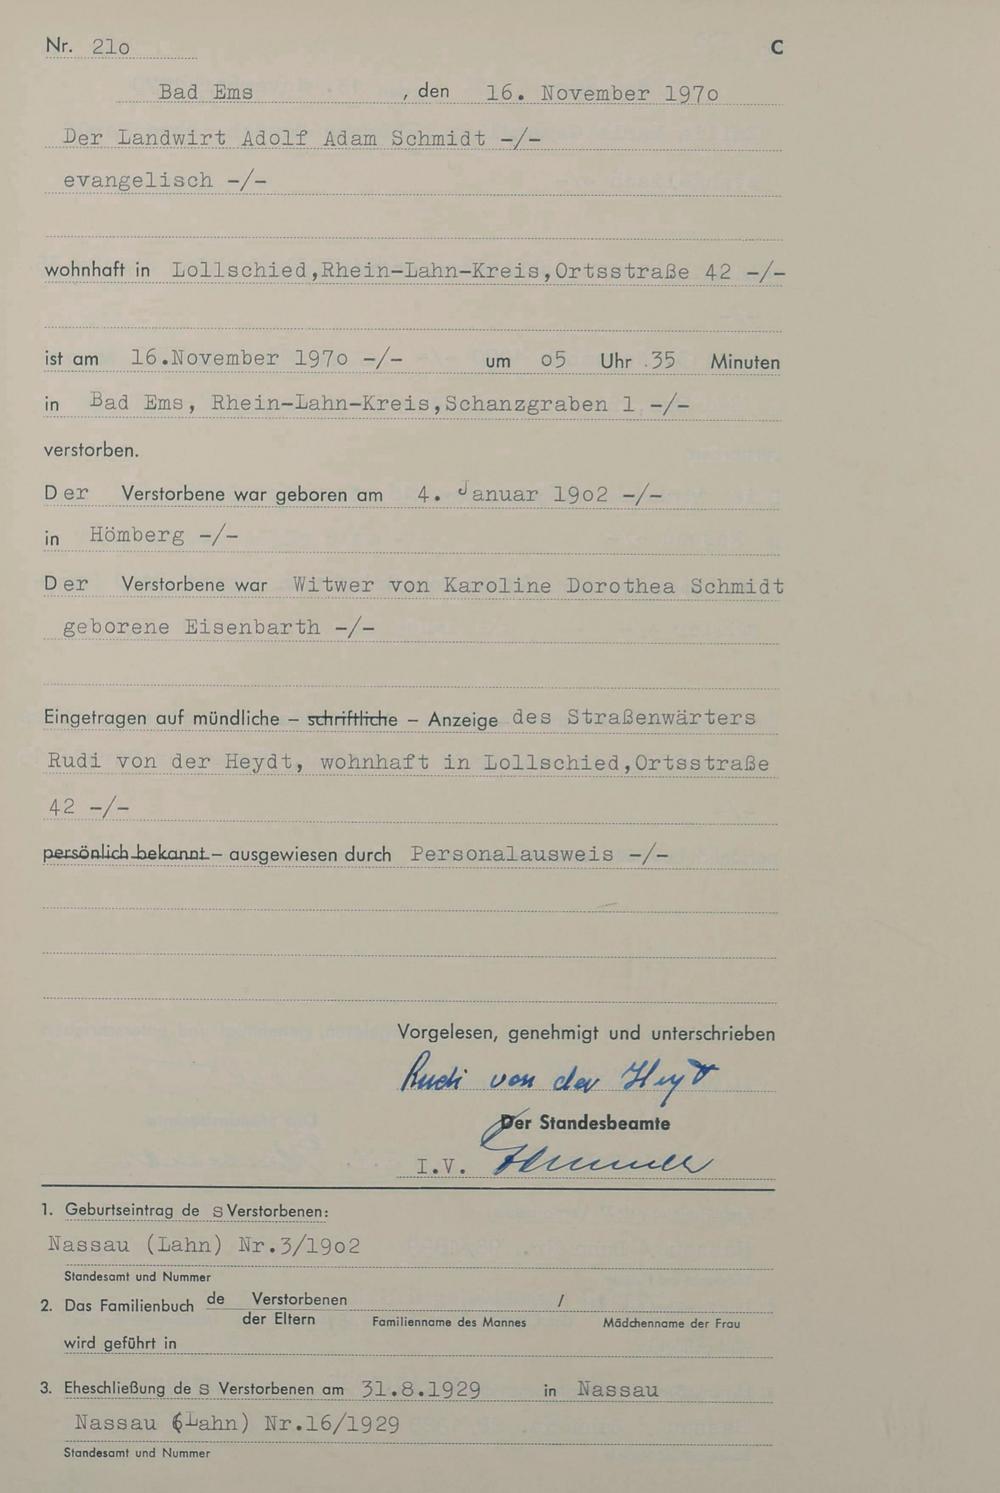 Nr. 21o C
Bad Ems , den 16. November 197o
Der Landwirt Adolf Adam Schmidt -/-
evangelisch -/-
wohnhaft in Lollschied,Rhein-Lahn-Kreis,Ortsstraße 42 -/-
ist am 16.November 197o -/- um o5 Uhr 35 Minuten
in Bad Ems, Rhein-Lahn-Kreis,Schanzgraben 1 -/-
verstorben.
Der Verstorbene war geboren am 4. Januar 19o2 -/-
in Hömberg -/-
Der Verstorbene war Witwer von Karoline Dorothea Schmidt
geborene Eisenbarth -/-
Eingetragen auf mündliche – schriftliche – Anzeige des Straßenwärters
Rudi von der Heydt, wohnhaft in Lollschied,Ortsstraße
42 -/-
persönlich bekannt – ausgewiesen durch Personalausweis -/-
Vorgelesen, genehmigt und unterschrieben
Rudi von der Heydt
Der Standesbeamte
I.V.
1. Geburtseintrag de s Verstorbenen:
Nassau (Lahn) Nr.3/19o2
Standesamt und Nummer
2. Das Familienbuch de Verstorbenen /
der Eltern Familienname des Mannes Mädchenname der Frau
wird geführt in
3. Eheschließung de s Verstorbenen am 31.8.1929 in Nassau
Nassau (Lahn) Nr.16/1929
Standesamt und Nummer